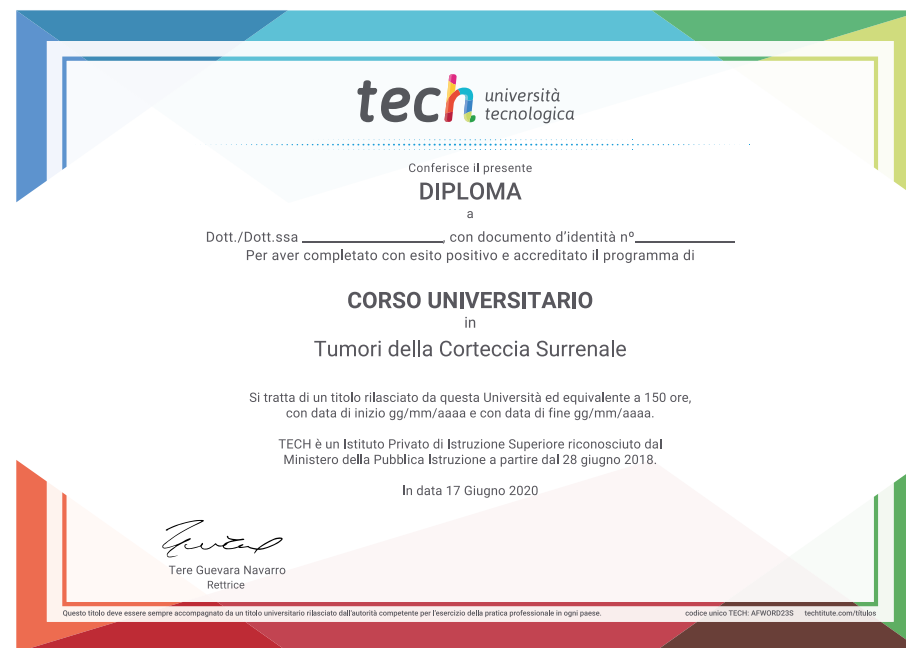 tech università
tecnologica
Conferisce il presente
DIPLOMA
a
Dott./Dott.ssa ________________, con documento d'identità nº____________
Per aver completato con esito positivo e accreditato il programma di
CORSO UNIVERSITARIO
in
Tumori della Corteccia Surrenale
Si tratta di un titolo rilasciato da questa Università ed equivalente a 150 ore,
con data di inizio gg/mm/aaaa e con data di fine gg/mm/aaaa.
TECH è un Istituto Privato di Istruzione Superiore riconosciuto dal
Ministero della Pubblica Istruzione a partire dal 28 giugno 2018.
In data 17 Giugno 2020
Tere Guevara Navarro
Rettrice
Questo titolo deve essere sempre accompagnato da un titolo universitario rilasciato dall'autorità competente per l'esercizio della pratica professionale in ogni paese. codice unico TECH: AFWORD23S techtitute.com/titulos